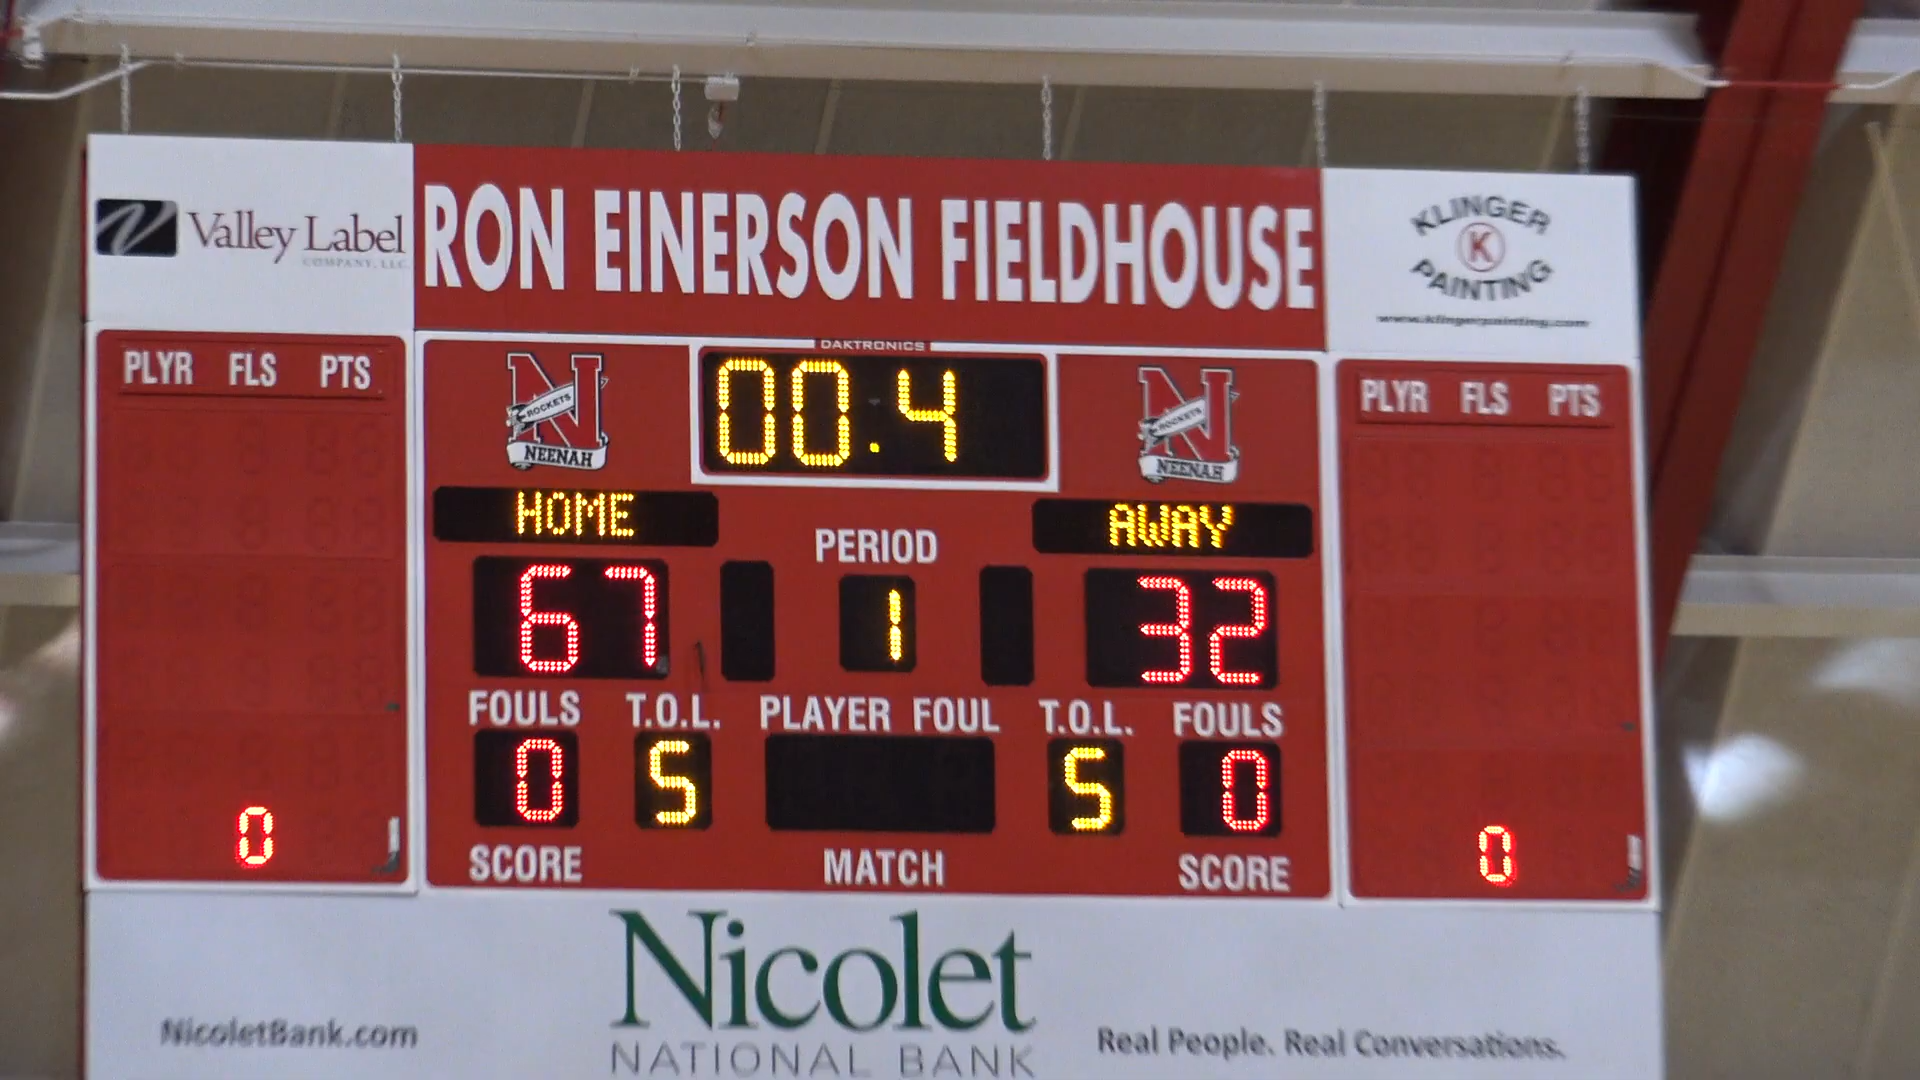 Valley Label
COMPANY, LLC
RON EINERSON FIELDHOUSE
KLINGER
K
PAINTING
www.klingerpainting.com
DAKTRONICS
PLYR FLS PTS
N
ROCKETS
NEENAH
00.4
N
ROCKETS
NEENAH
PLYR FLS PTS
HOME
AWAY
PERIOD
67
1
32
FOULS T.O.L. PLAYER FOUL T.O.L. FOULS
0 5 5 0
0
0
SCORE MATCH SCORE
Nicolet
NATIONAL BANK
NicoletBank.com
Real People. Real Conversations.